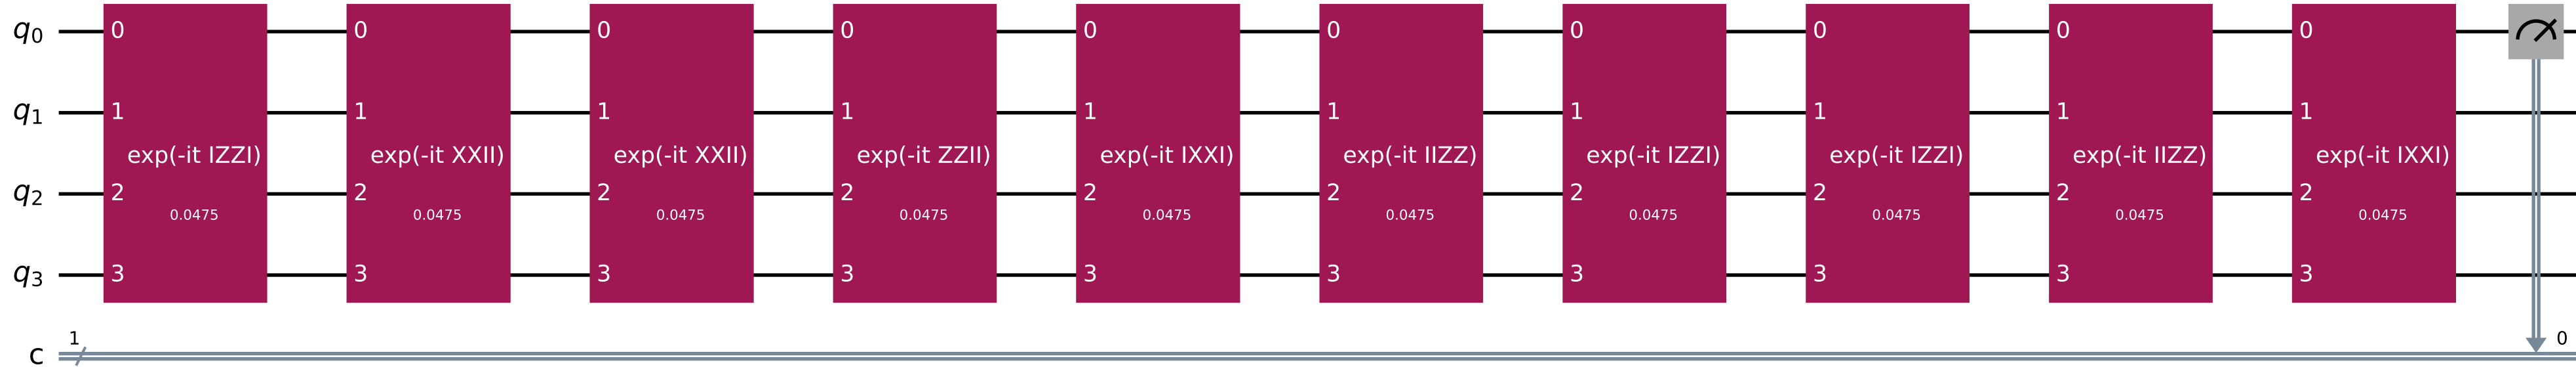 q0 0 0 0 0 0 0 0 0 0 0
q1 1 1 1 1 1 1 1 1 1 1
exp(-it IZZI) exp(-it XXII) exp(-it XXII) exp(-it ZZII) exp(-it IXXI) exp(-it IIZZ) exp(-it IZZI) exp(-it IZZI) exp(-it IIZZ) exp(-it IXXI)
q2 2 2 2 2 2 2 2 2 2 2
0.0475 0.0475 0.0475 0.0475 0.0475 0.0475 0.0475 0.0475 0.0475 0.0475
q3 3 3 3 3 3 3 3 3 3 3
1 0
c